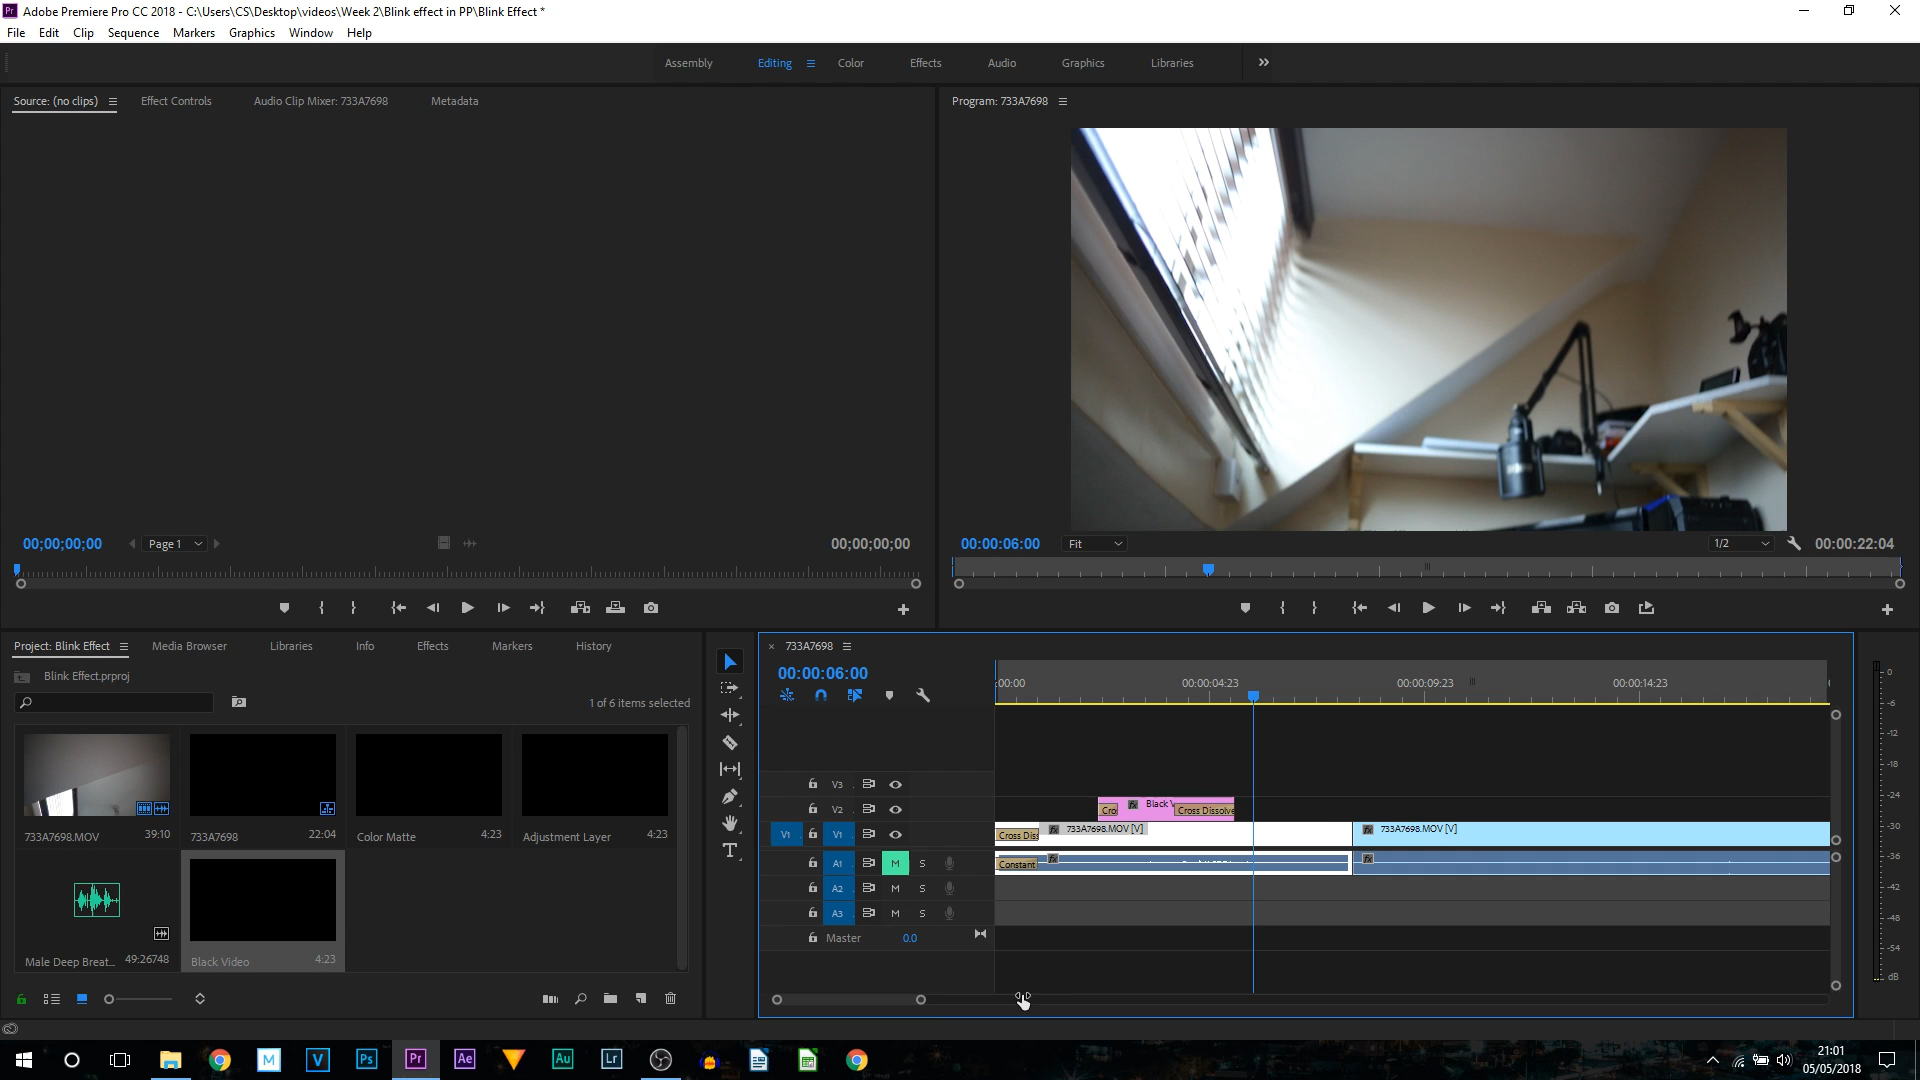 Adobe Premiere Pro CC 2018 - C:\Users\CS\Desktop\videos\Week 2\Blink effect in PP\Blink Effect *
File Edit Clip Sequence Markers Graphics Window Help
Assembly Editing Color Effects Audio Graphics Libraries
Source: (no clips) Effect Controls Audio Clip Mixer: 733A7698 Metadata
Program: 733A7698
00;00;00;00 Page 1 00;00;00;00
00:00:06:00 Fit 1/2 00:00:22:04
Project: Blink Effect Media Browser Libraries Info Effects Markers History
Blink Effect.prproj
1 of 6 items selected
733A7698.MOV 39:10
733A7698 22:04
Color Matte 4:23
Adjustment Layer 4:23
Male Deep Breat... 49:26748
Black Video 4:23
733A7698
00:00:06:00
:00:00 00:00:04:23 00:00:09:23 00:00:14:23
V3
V2 Cro Black V Cross Dissolve
V1 V1 Cross Diss 733A7698.MOV [V] 733A7698.MOV [V]
A1 M S Constant
A2 M S
A3 M S
Master 0.0
0
-6
-12
-18
-24
-30
-36
-42
-48
-54
dB
Ps Pr Ae Au Lr
21:01
05/05/2018